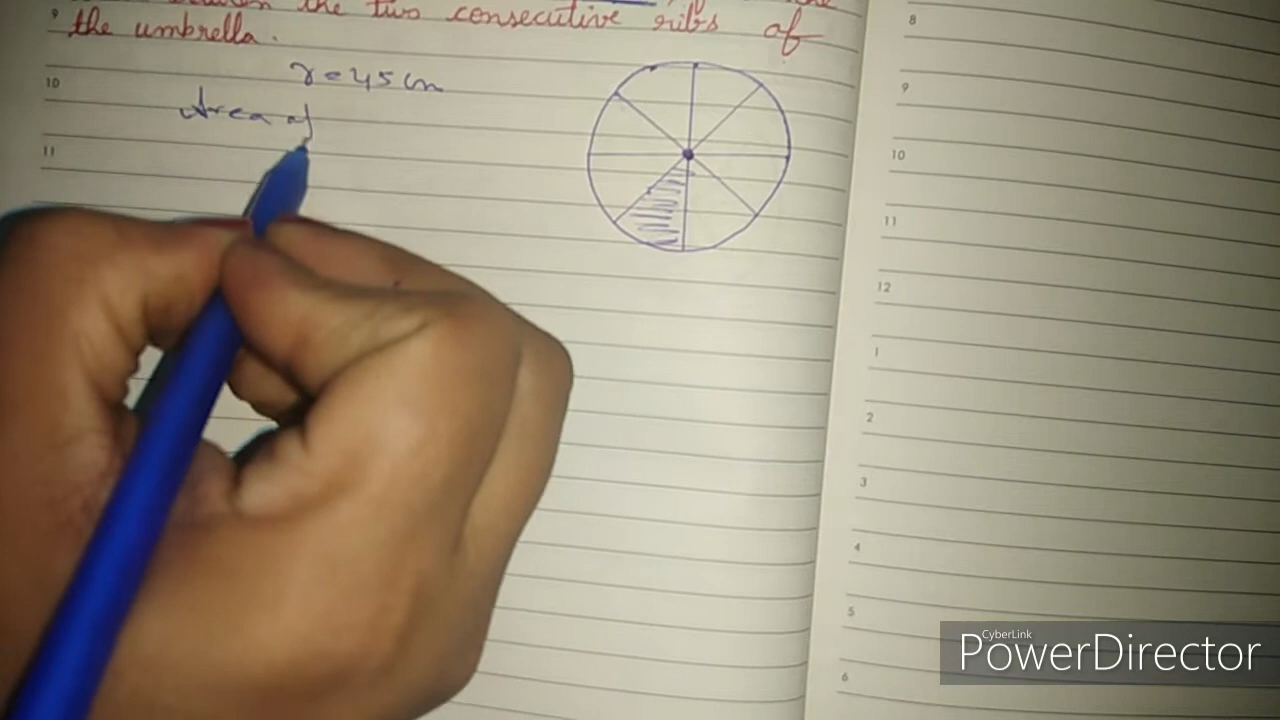 the two consecutive ribs of
the umbrella.
r = 45 cm
Area of
9
10
11
8
9
10
11
12
1
2
3
4
5
6
CyberLink
PowerDirector